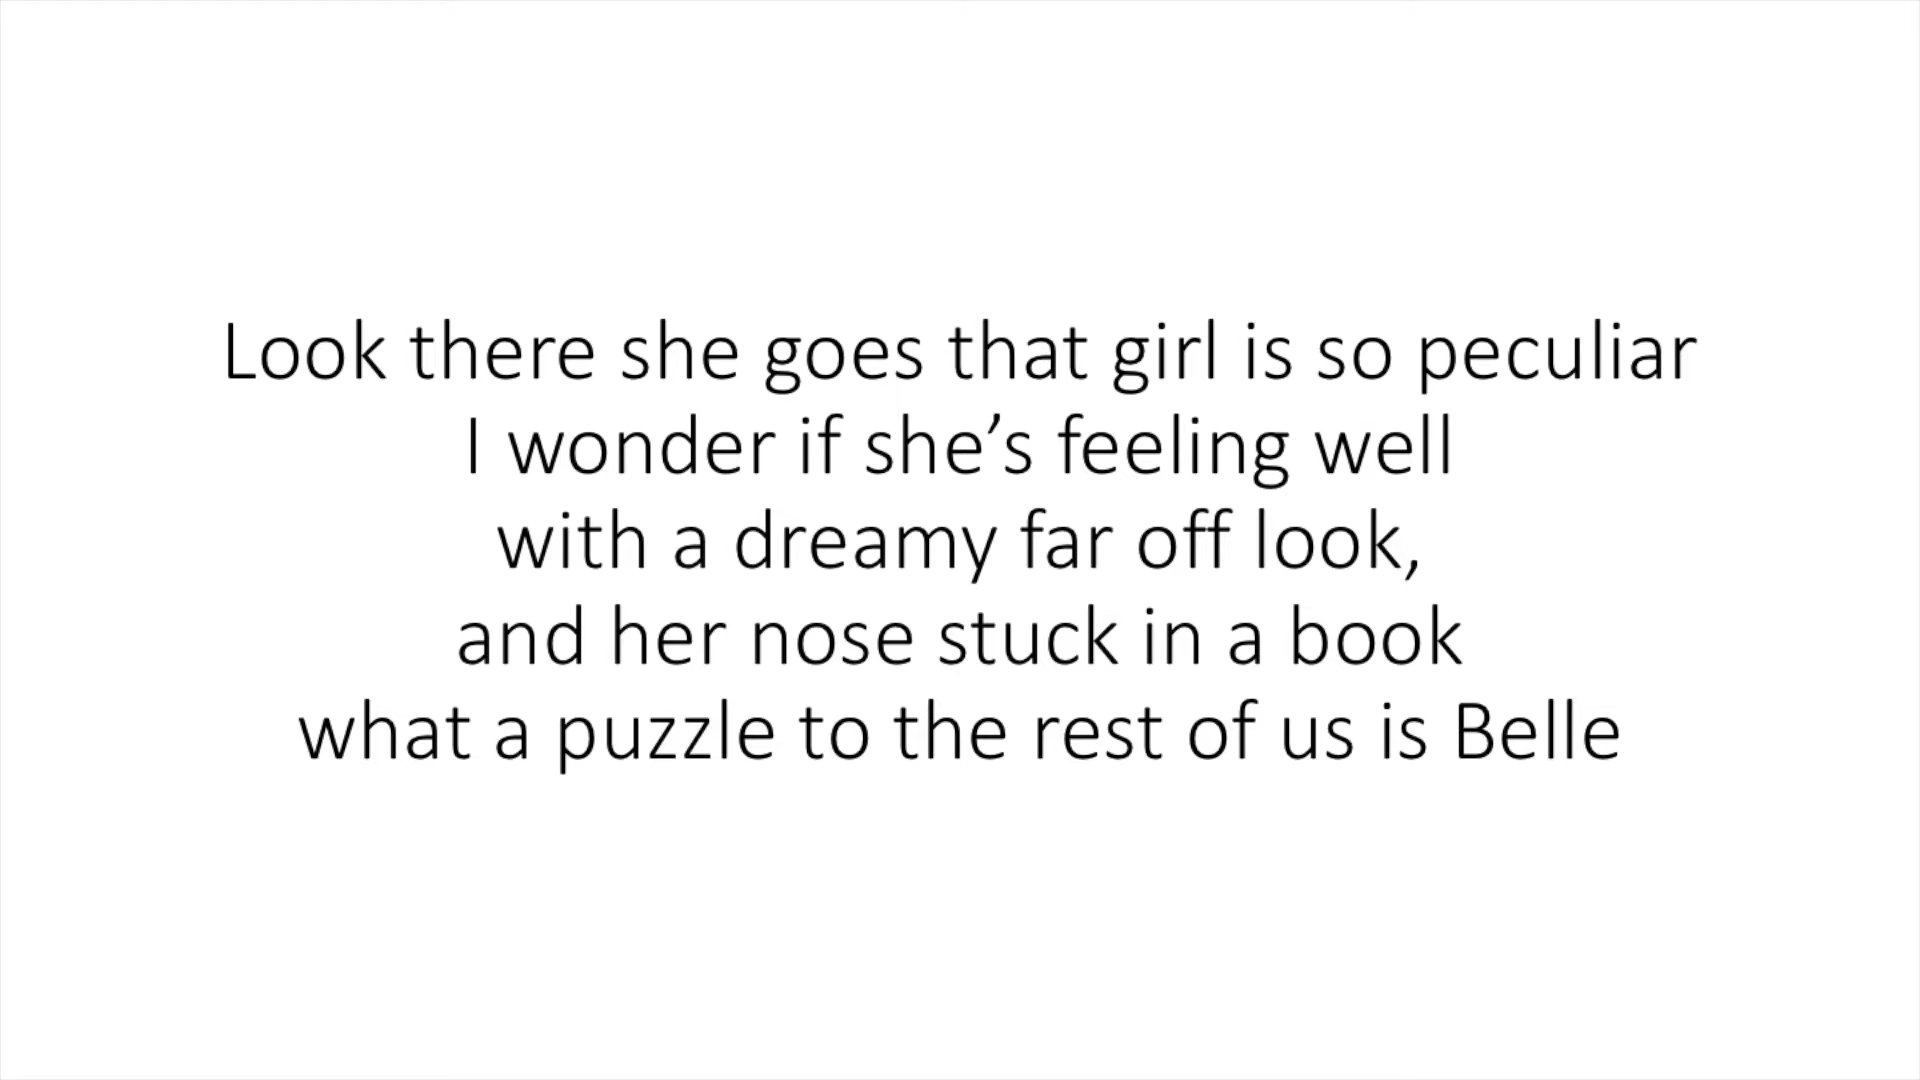 Look there she goes that girl is so peculiar
I wonder if she’s feeling well
with a dreamy far off look,
and her nose stuck in a book
what a puzzle to the rest of us is Belle